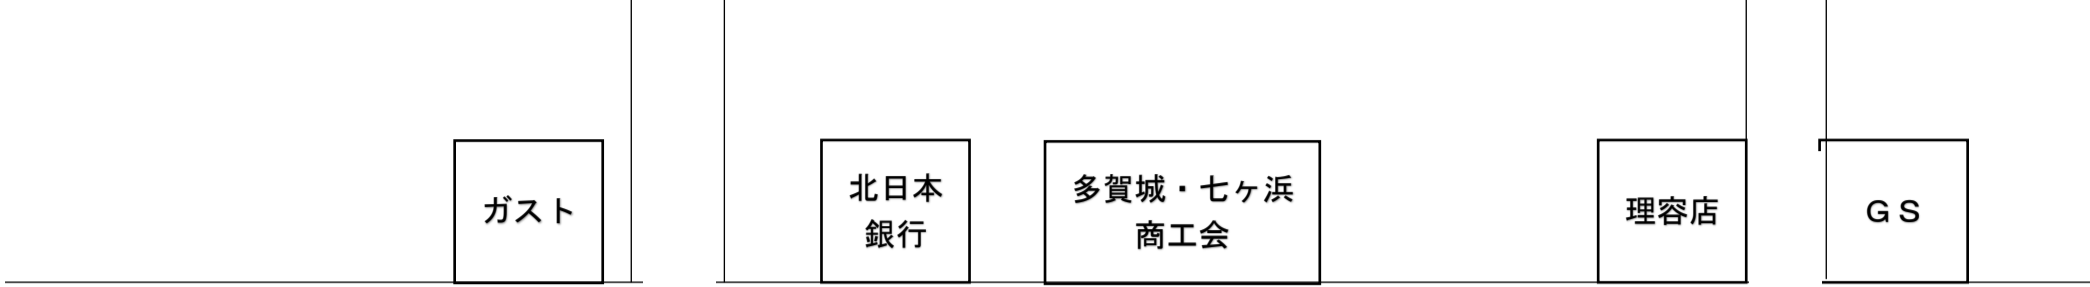 ガスト
北日本
銀行
多賀城・七ヶ浜
商工会
理容店
ＧＳ